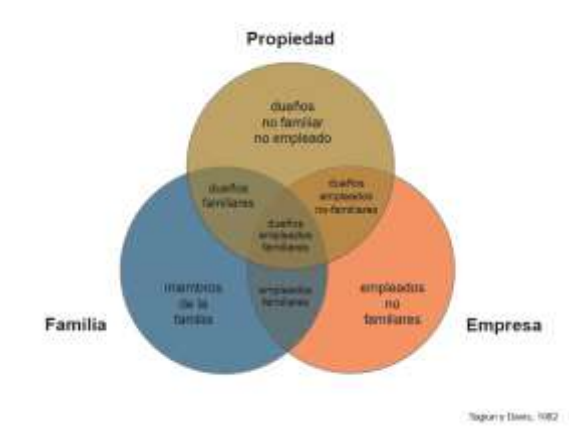 Propiedad
dueños
no familiar
no empleado
dueños
familiares
dueños
empleados
no-familiares
dueños
empleados
familiares
miembros
de la
familia
empleados
familiares
empleados
no
familiares
Familia
Empresa
y Davis, 1982